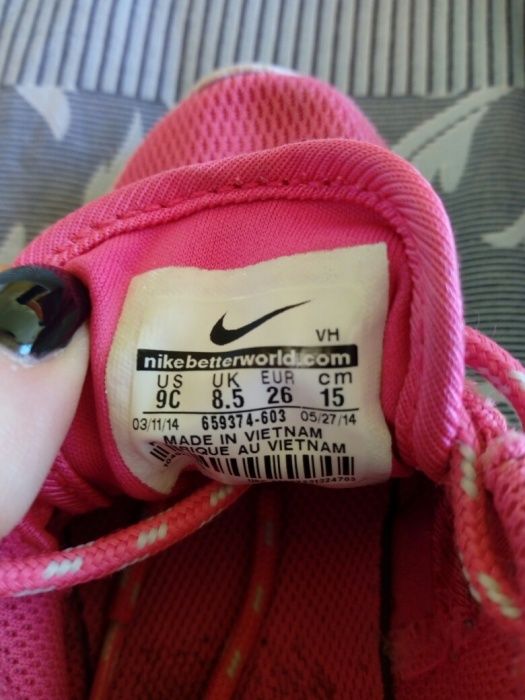 VH
nikebetterworld.com
US UK EUR cm
9C 8.5 26 15
03/11/14 659374-603 05/27/14
MADE IN VIETNAM
AU VIETNAM